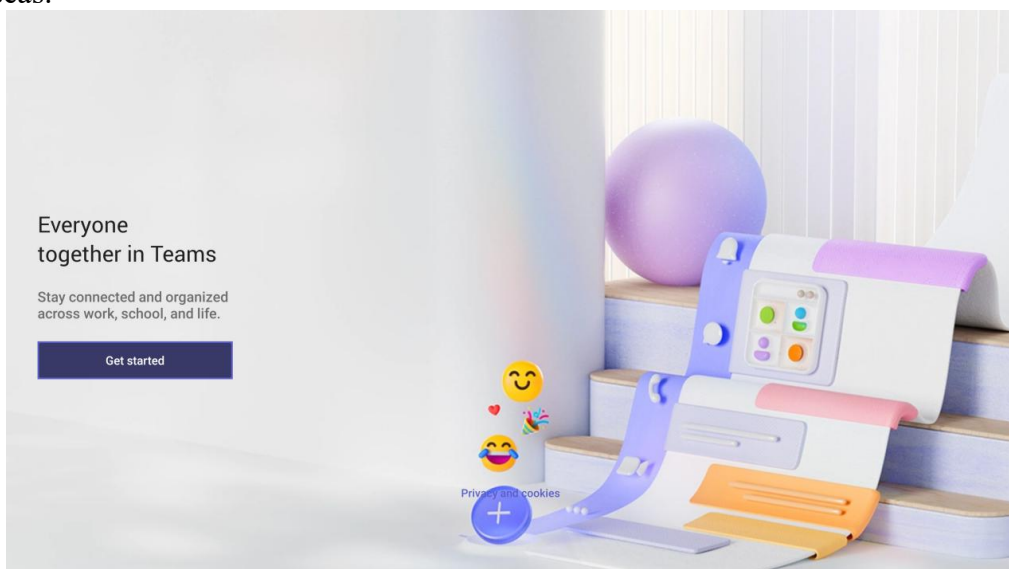 Everyone
together in Teams
Stay connected and organized
across work, school, and life.
Get started
Privacy and cookies